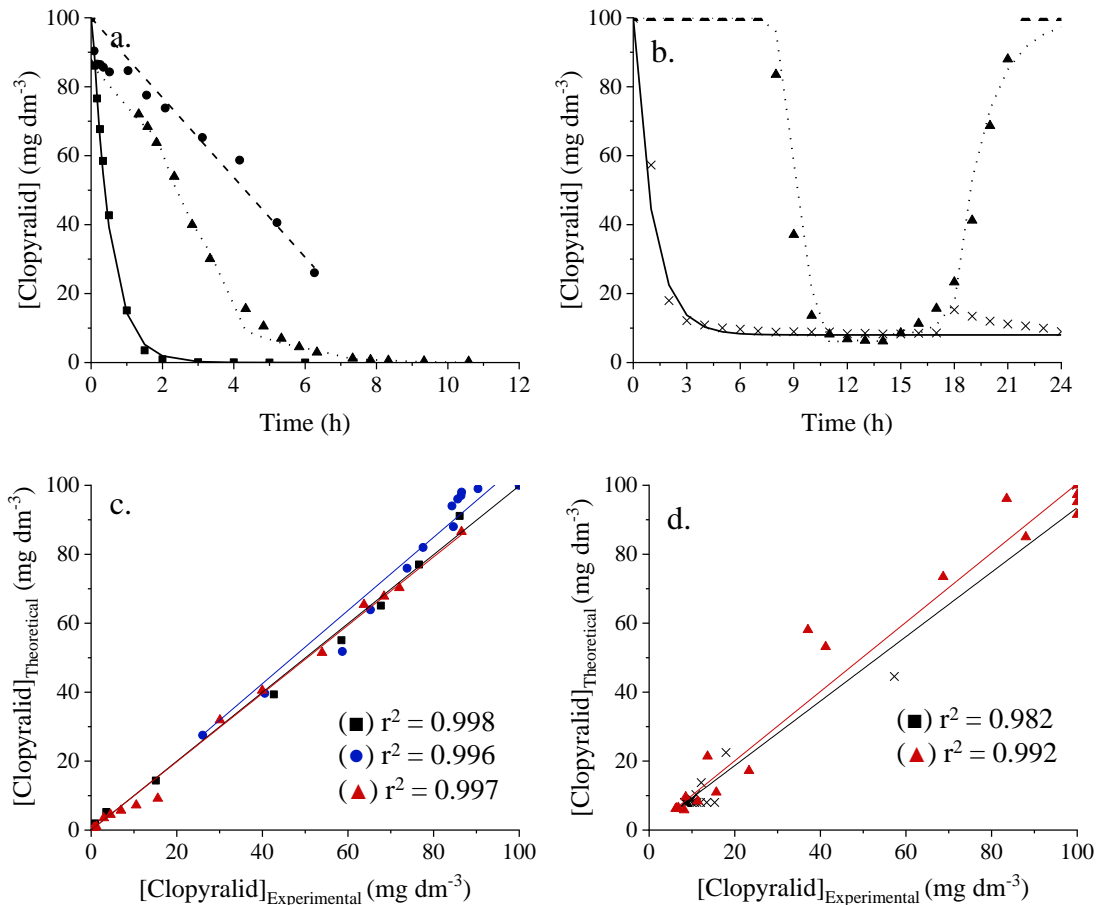 a.
100
80
60
40
20
0
[Clopyralid] (mg dm⁻³)
0 2 4 6 8 10 12
Time (h)
b.
100
80
60
40
20
0
[Clopyralid] (mg dm⁻³)
0 3 6 9 12 15 18 21 24
Time (h)
c.
100
80
60
40
20
0
[Clopyralid]Theoretical (mg dm⁻³)
(■) r² = 0.998
(●) r² = 0.996
(▲) r² = 0.997
0 20 40 60 80 100
[Clopyralid]Experimental (mg dm⁻³)
d.
100
80
60
40
20
0
[Clopyralid]Theoretical (mg dm⁻³)
(■) r² = 0.982
(▲) r² = 0.992
0 20 40 60 80 100
[Clopyralid]Experimental (mg dm⁻³)